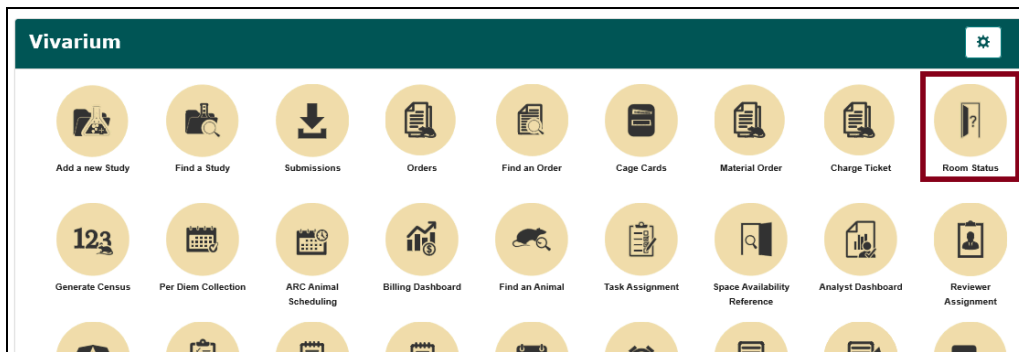 Vivarium
?
Add a new Study
Find a Study
Submissions
Orders
Find an Order
Cage Cards
Material Order
Charge Ticket
Room Status
123
$
Generate Census
Per Diem Collection
ARC Animal
Scheduling
Billing Dashboard
Find an Animal
Task Assignment
Space Availability
Reference
Analyst Dashboard
Reviewer
Assignment